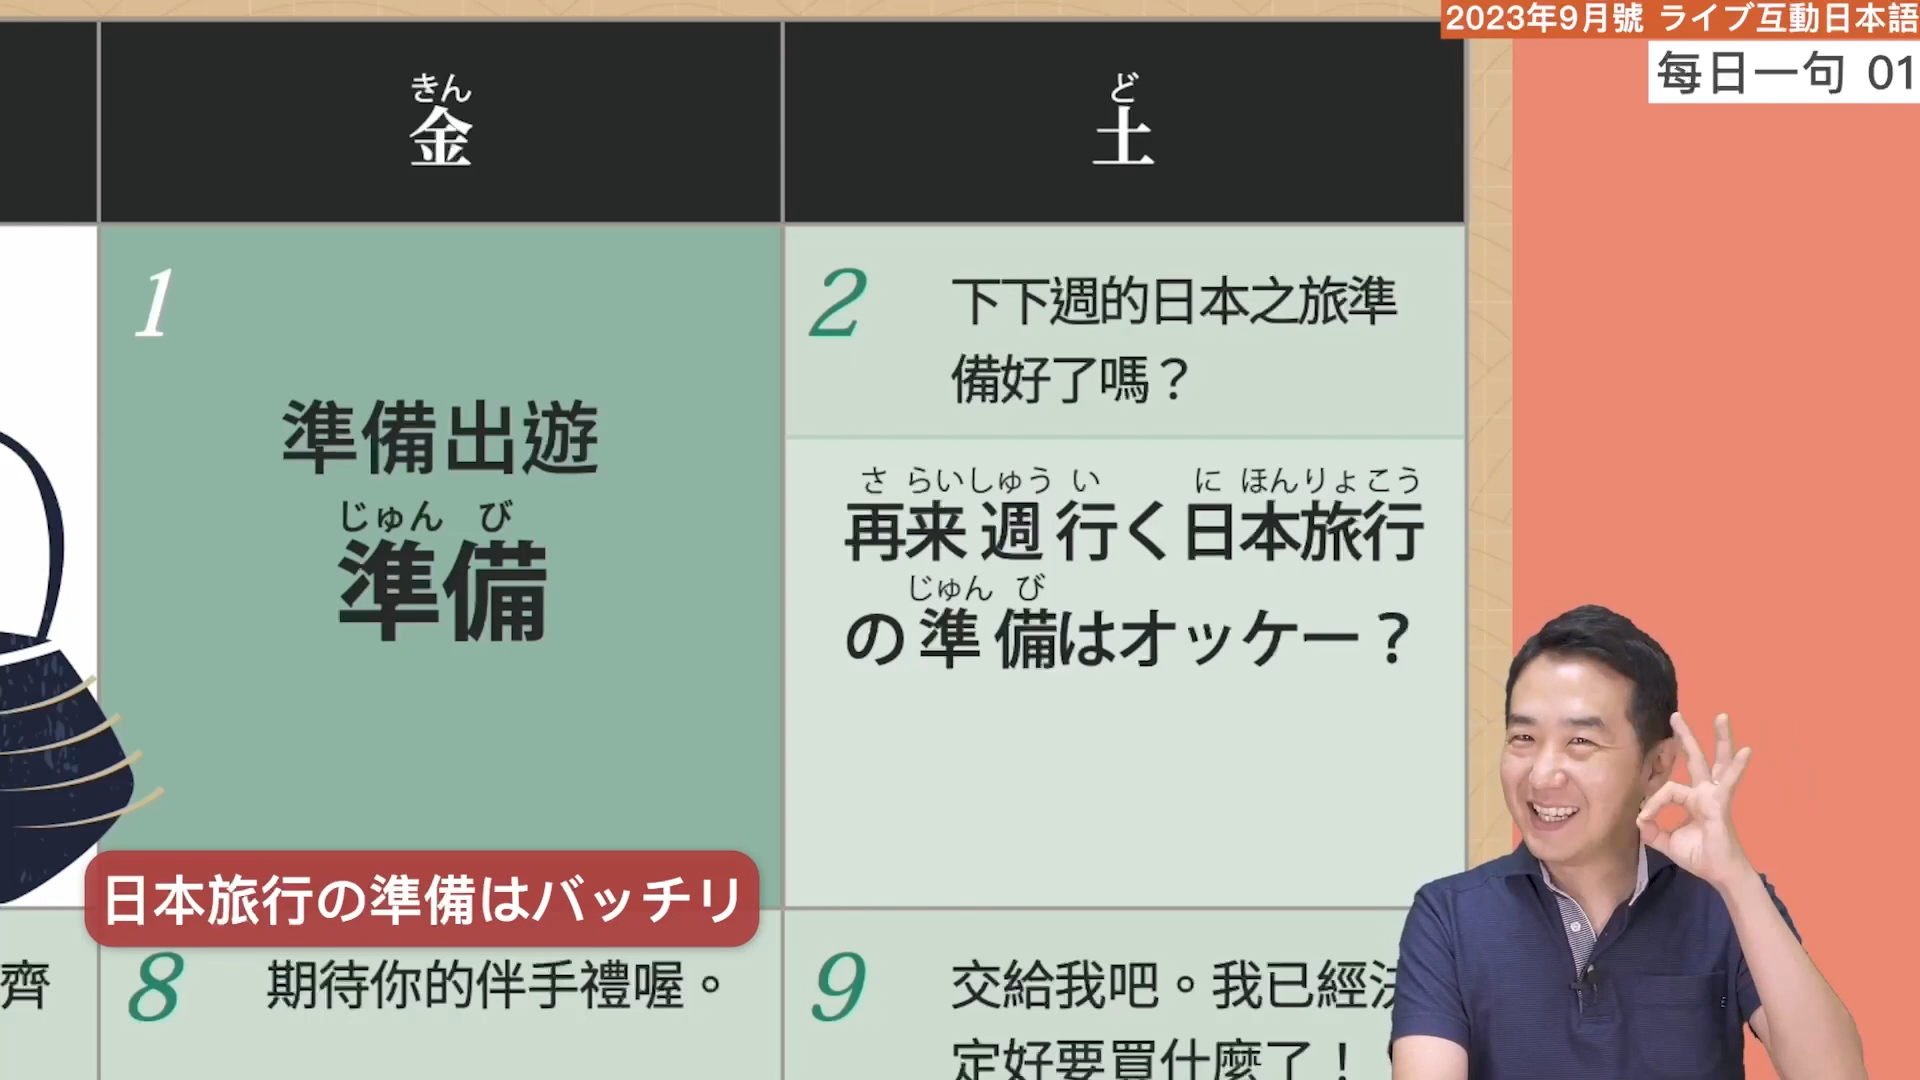 2023年9月號 ライブ互動日本語
每日一句 01
きん
金
ど
土
1
準備出遊
じゅん び
準備
2
下下週的日本之旅準
備好了嗎？
さ らいしゅう い に ほんりょこう
再来週行く日本旅行
じゅん び
の準備はオッケー？
日本旅行の準備はバッチリ
齊
8
期待你的伴手禮喔。
9
交給我吧。我已經決
定好要買什麼了！